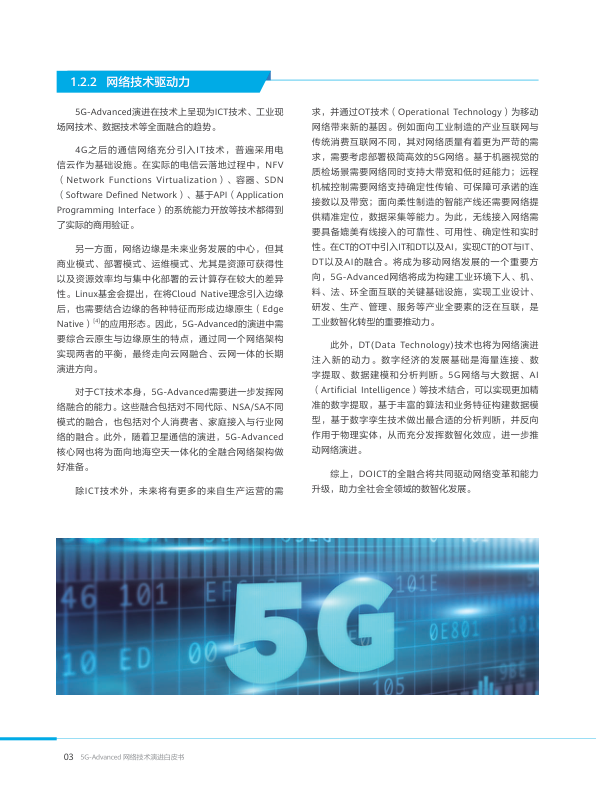 1.2.2 网络技术驱动力
5G-Advanced演进在技术上呈现为ICT技术、工业现
场网技术、数据技术等全面融合的趋势。
4G之后的通信网络充分引入IT技术，普遍采用电
信云作为基础设施。在实际的电信云落地过程中，NFV
（Network Functions Virtualization）、容器、SDN
（Software Defined Network）、基于API（Application
Programming Interface）的系统能力开放等技术都得到
了实际的商用验证。
另一方面，网络边缘是未来业务发展的中心，但其
商业模式、部署模式、运维模式、尤其是资源可获得性
以及资源效率均与集中化部署的云计算存在较大的差异
性。Linux基金会提出，在将Cloud Native理念引入边缘
后，也需要结合边缘的各种特征而形成边缘原生（Edge
Native）[4]的应用形态。因此，5G-Advanced的演进中需
要综合云原生与边缘原生的特点，通过同一个网络架构
实现两者的平衡，最终走向云网融合、云网一体的长期
演进方向。
对于CT技术本身，5G-Advanced需要进一步发挥网
络融合的能力。这些融合包括对不同代际、NSA/SA不同
模式的融合，也包括对个人消费者、家庭接入与行业网
络的融合。此外，随着卫星通信的演进，5G-Advanced
核心网也将为面向地海空天一体化的全融合网络架构做
好准备。
除ICT技术外，未来将有更多的来自生产运营的需
求，并通过OT技术（Operational Technology）为移动
网络带来新的基因。例如面向工业制造的产业互联网与
传统消费互联网不同，其对网络质量有着更为严苛的需
求，需要考虑部署极简高效的5G网络。基于机器视觉的
质检场景需要网络同时支持大带宽和低时延能力；远程
机械控制需要网络支持确定性传输、可保障可承诺的连
接数以及带宽；面向柔性制造的智能产线还需要网络提
供精准定位，数据采集等能力。为此，无线接入网络需
要具备媲美有线接入的可靠性、可用性、确定性和实时
性。在CT的OT中引入IT和DT以及AI，实现CT的OT与IT、
DT以及AI的融合。将成为移动网络发展的一个重要方
向，5G-Advanced网络将成为构建工业环境下人、机、
料、法、环全面互联的关键基础设施，实现工业设计、
研发、生产、管理、服务等产业全要素的泛在互联，是
工业数智化转型的重要推动力。
此外，DT(Data Technology)技术也将为网络演进
注入新的动力。数字经济的发展基础是海量连接、数
字提取、数据建模和分析判断。5G网络与大数据、AI
（Artificial Intelligence）等技术结合，可以实现更加精
准的数字提取，基于丰富的算法和业务特征构建数据模
型，基于数字孪生技术做出最合适的分析判断，并反向
作用于物理实体，从而充分发挥数智化效应，进一步推
动网络演进。
综上，DOICT的全融合将共同驱动网络变革和能力
升级，助力全社会全领域的数智化发展。
46 101
101E
5G
0E801
10 ED
00
98E
105
03 5G-Advanced 网络技术演进白皮书